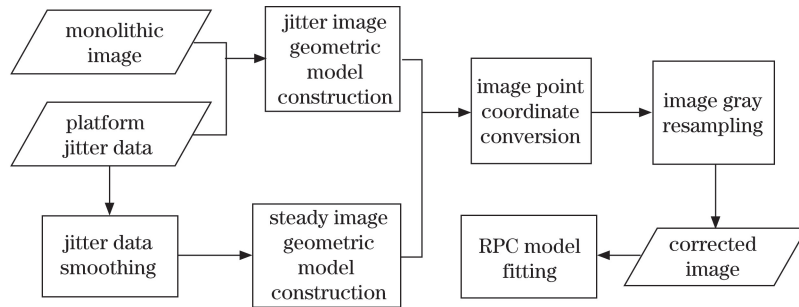 monolithic
image
jitter image
geometric
model
construction
platform
jitter data
image point
coordinate
conversion
image gray
resampling
jitter data
smoothing
steady image
geometric
model
construction
RPC model
fitting
corrected
image